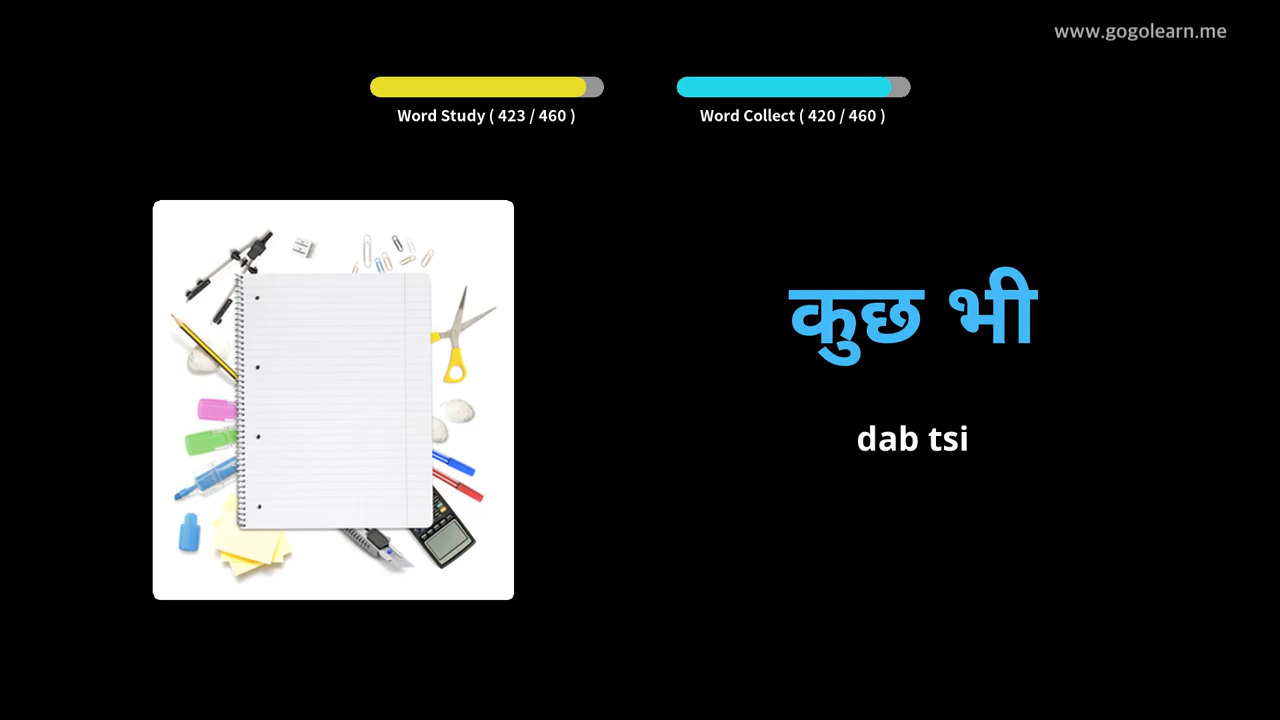 www.gogolearn.me
Word Study ( 423 / 460 )
Word Collect ( 420 / 460 )
कुछ भी
dab tsi